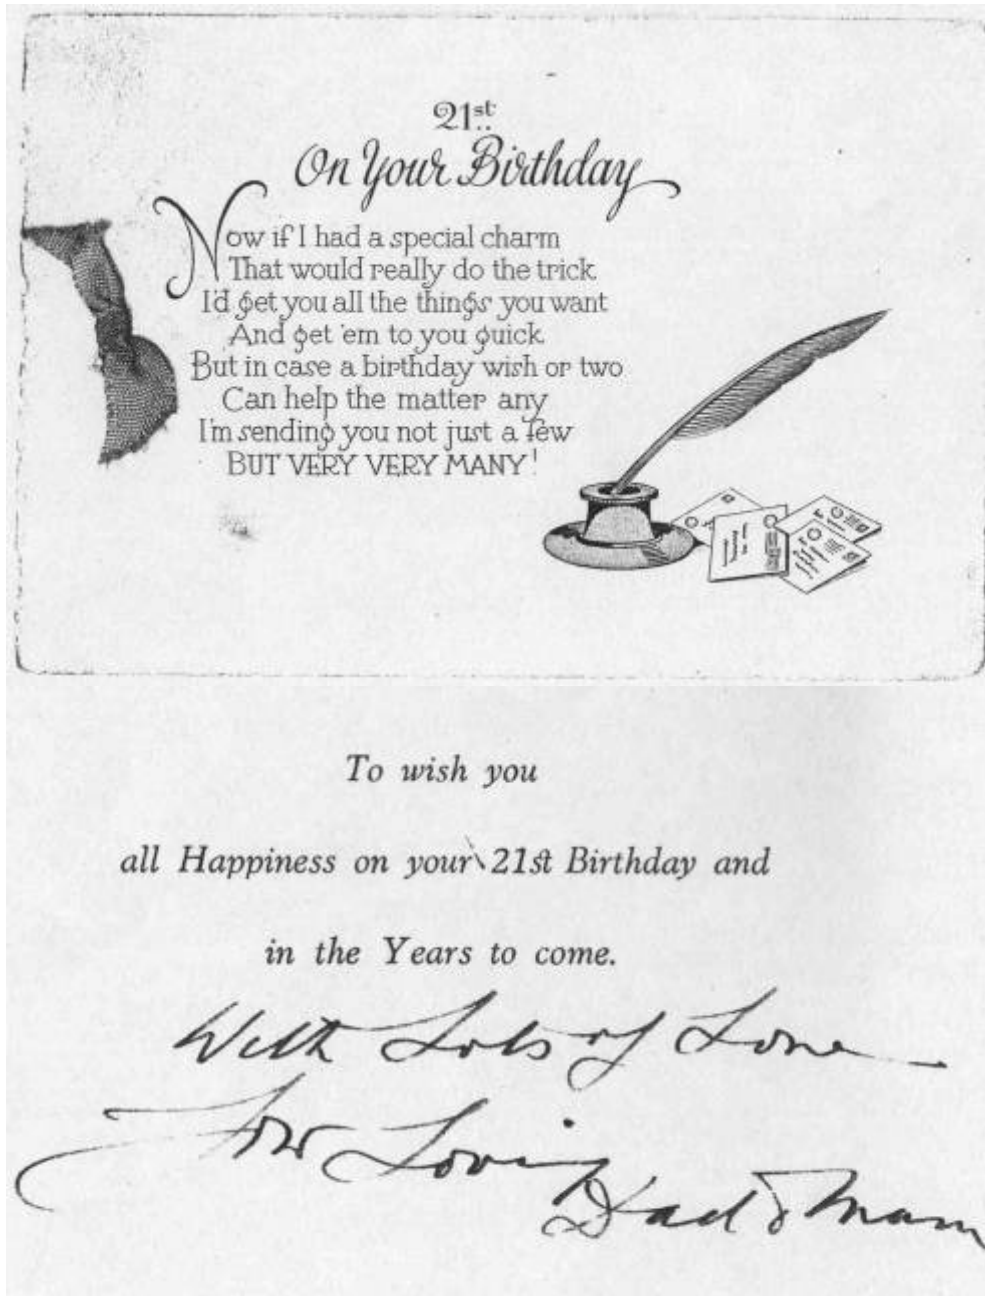 21st
On Your Birthday
Now if I had a special charm
That would really do the trick
I'd get you all the things you want
And get 'em to you quick
But in case a birthday wish or two
Can help the matter any
I'm sending you not just a few
BUT VERY VERY MANY!
To wish you
all Happiness on your 21st Birthday and
in the Years to come.
With Lots of Love
Loving
Dad & Mam